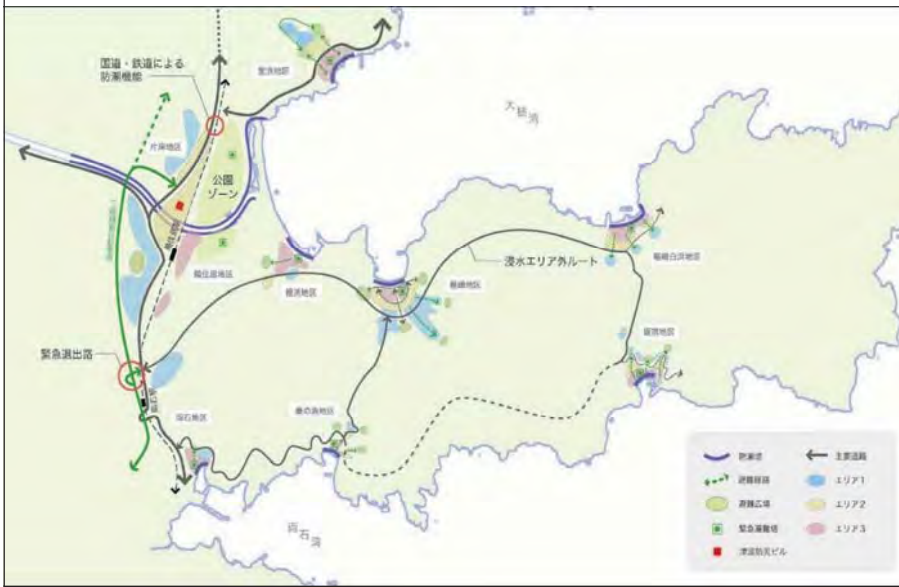 国道・鉄道による
防潮機能
室浜地区
大槌湾
片岸地区
公園
ゾーン
鵜住居地区
根浜地区
浸水エリア外ルート
箱崎地区
箱崎白浜地区
仮宿地区
緊急退出路
両石地区
桑の浜地区
両石湾
防潮堤
主要道路
避難経路
エリア1
避難広場
エリア2
緊急避難塔
エリア3
津波防災ビル